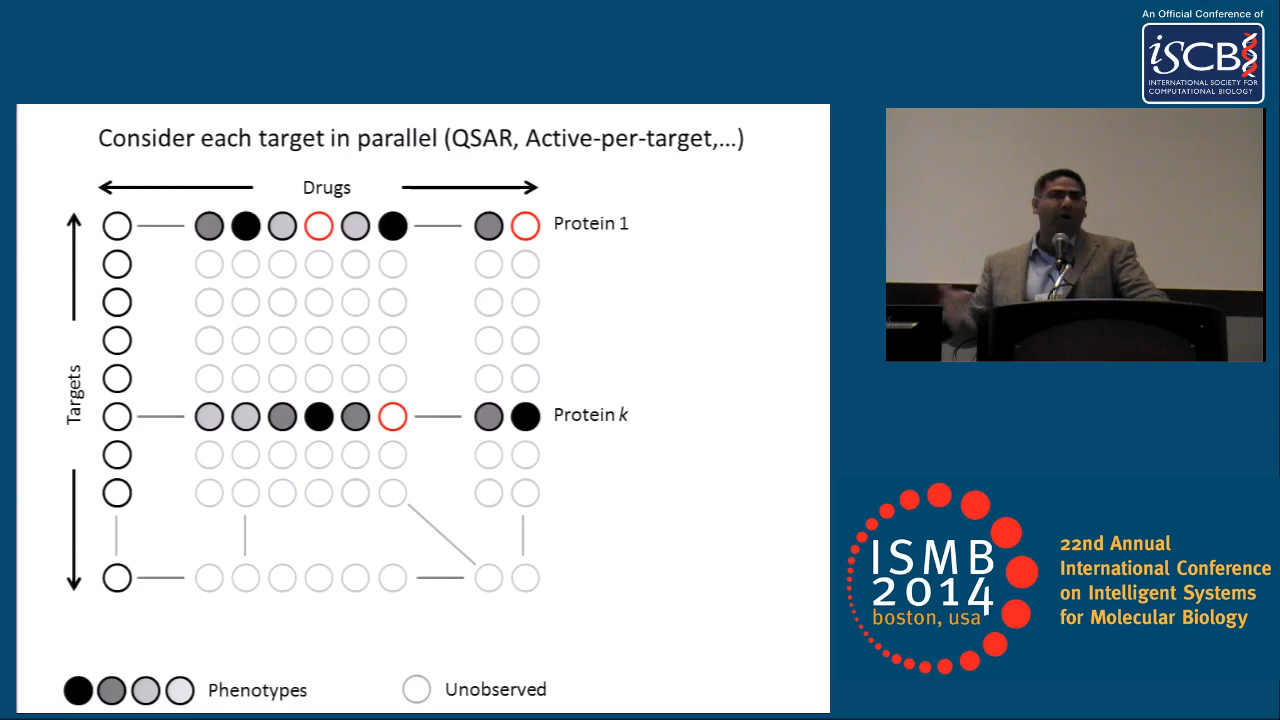 An Official Conference of
iSCB
INTERNATIONAL SOCIETY FOR
COMPUTATIONAL BIOLOGY
Consider each target in parallel (QSAR, Active-per-target,...)
Drugs
Protein 1
Targets
Protein k
Phenotypes
Unobserved
ISMB
2014
boston, usa
22nd Annual
International Conference
on Intelligent Systems
for Molecular Biology